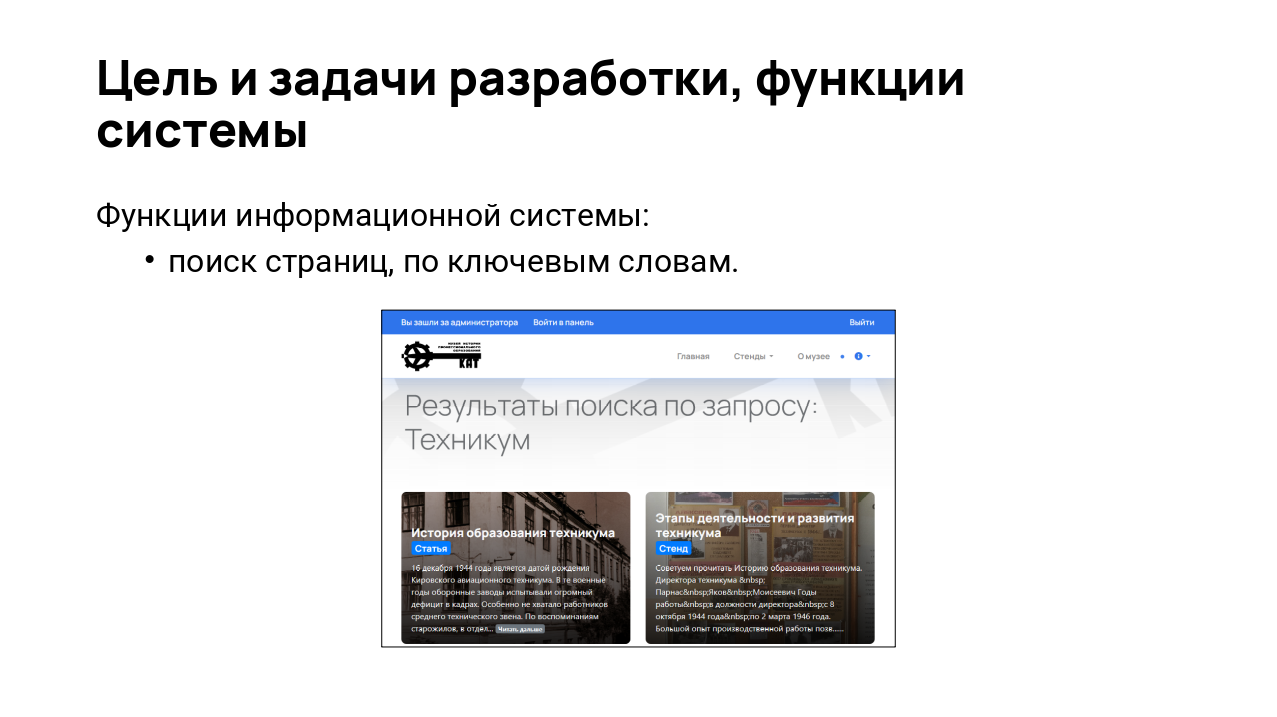 Цель и задачи разработки, функции
системы
Функции информационной системы:
• поиск страниц, по ключевым словам.
Вы зашли за администратора Войти в панель Выйти
МУЗЕЙ ИСТОРИИ
ПРОФЕССИОНАЛЬНОГО
ОБРАЗОВАНИЯ
КАТ
Главная Стенды О музее
Результаты поиска по запросу:
Техникум
История образования техникума
Статья
16 декабря 1944 года является датой рождения
Кировского авиационного техникума. В те военные
годы оборонные заводы испытывали огромный
дефицит в кадрах. Особенно не хватало работников
среднего технического звена. По воспоминаниям
старожилов, в отдел... Читать дальше
Этапы деятельности и развития
техникума
Стенд
Советуем прочитать Историю образования техникума.
Директора техникума &nbsp;
Парнас&nbsp;Яков&nbsp;Моисеевич Годы
работы&nbsp;в должности директора&nbsp;с 8
октября 1944 года&nbsp;по 2 марта 1946 года.
Большой опыт производственной работы позв......